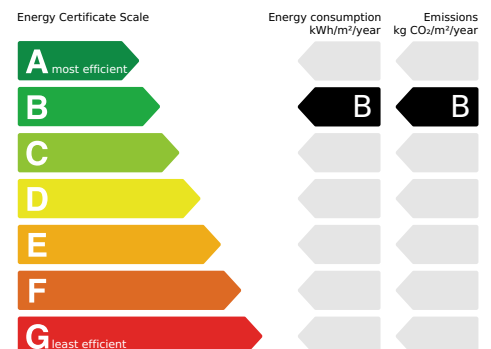 Energy Certificate Scale
Energy consumption
kWh/m²/year
Emissions
kg CO₂/m²/year
A most efficient
B
B
B
C
D
E
F
G least efficient